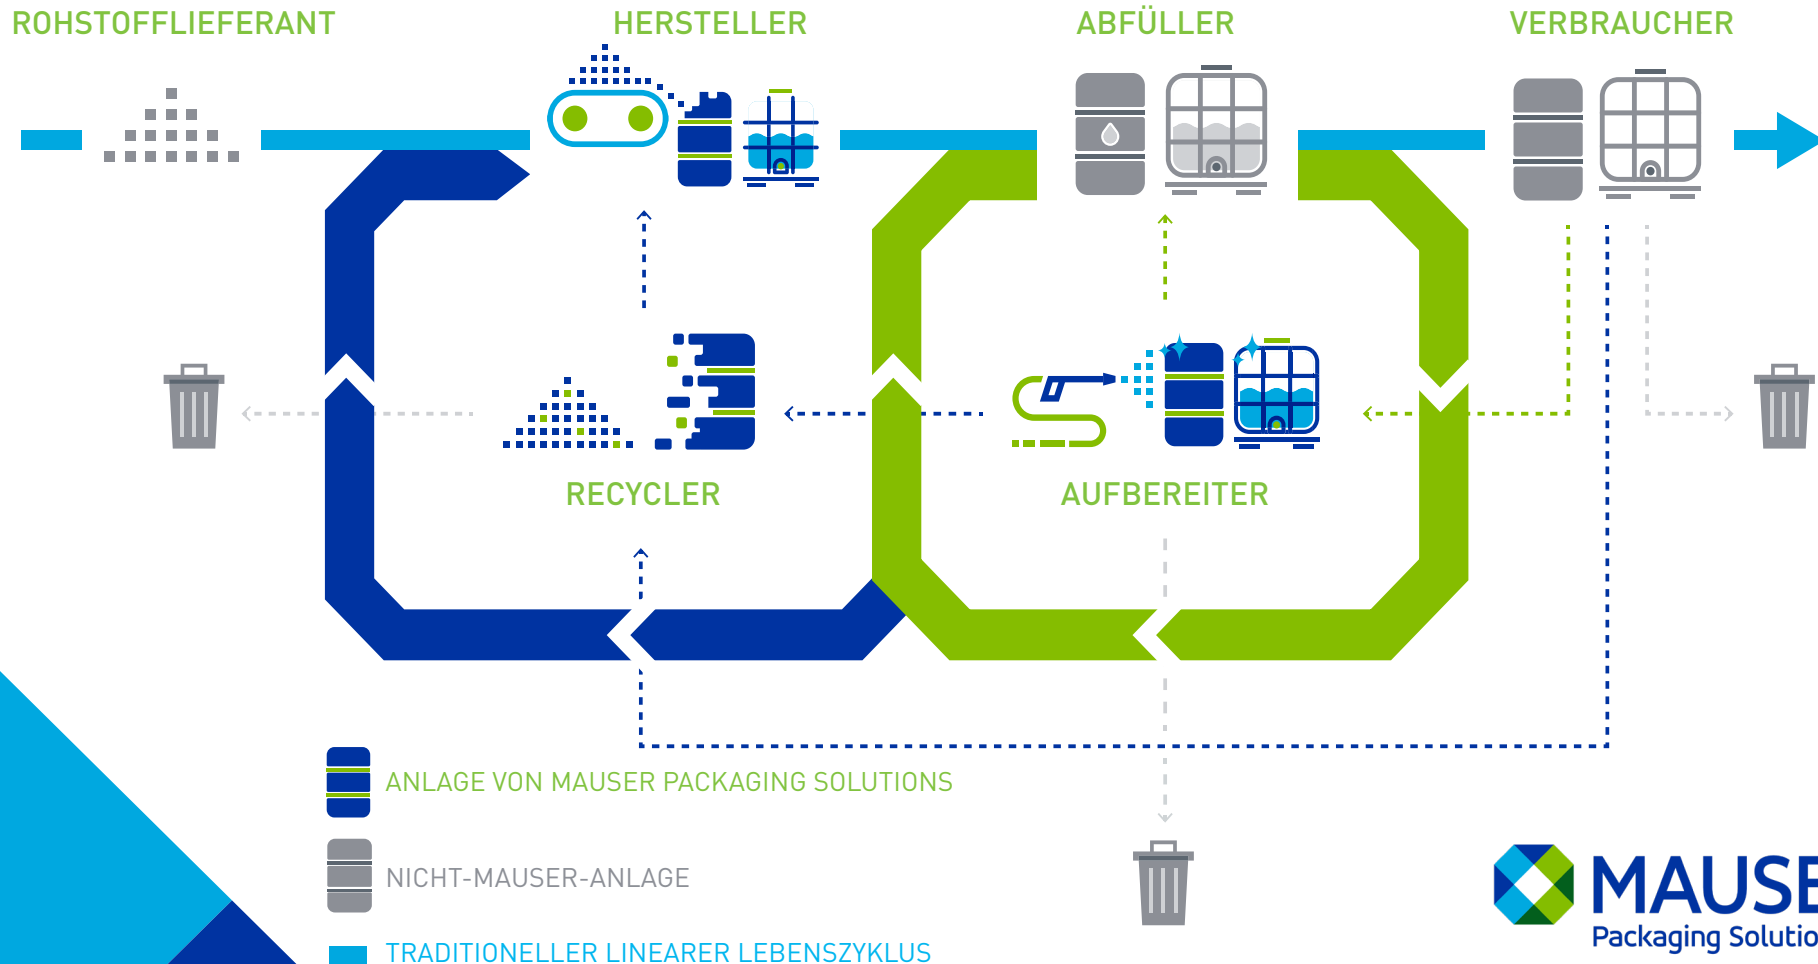 ROHSTOFFLIEFERANT
HERSTELLER
ABFÜLLER
VERBRAUCHER
RECYCLER
AUFBEREITER
ANLAGE VON MAUSER PACKAGING SOLUTIONS
NICHT-MAUSER-ANLAGE
TRADITIONELLER LINEARER LEBENSZYKLUS
MAUSE
Packaging Solution